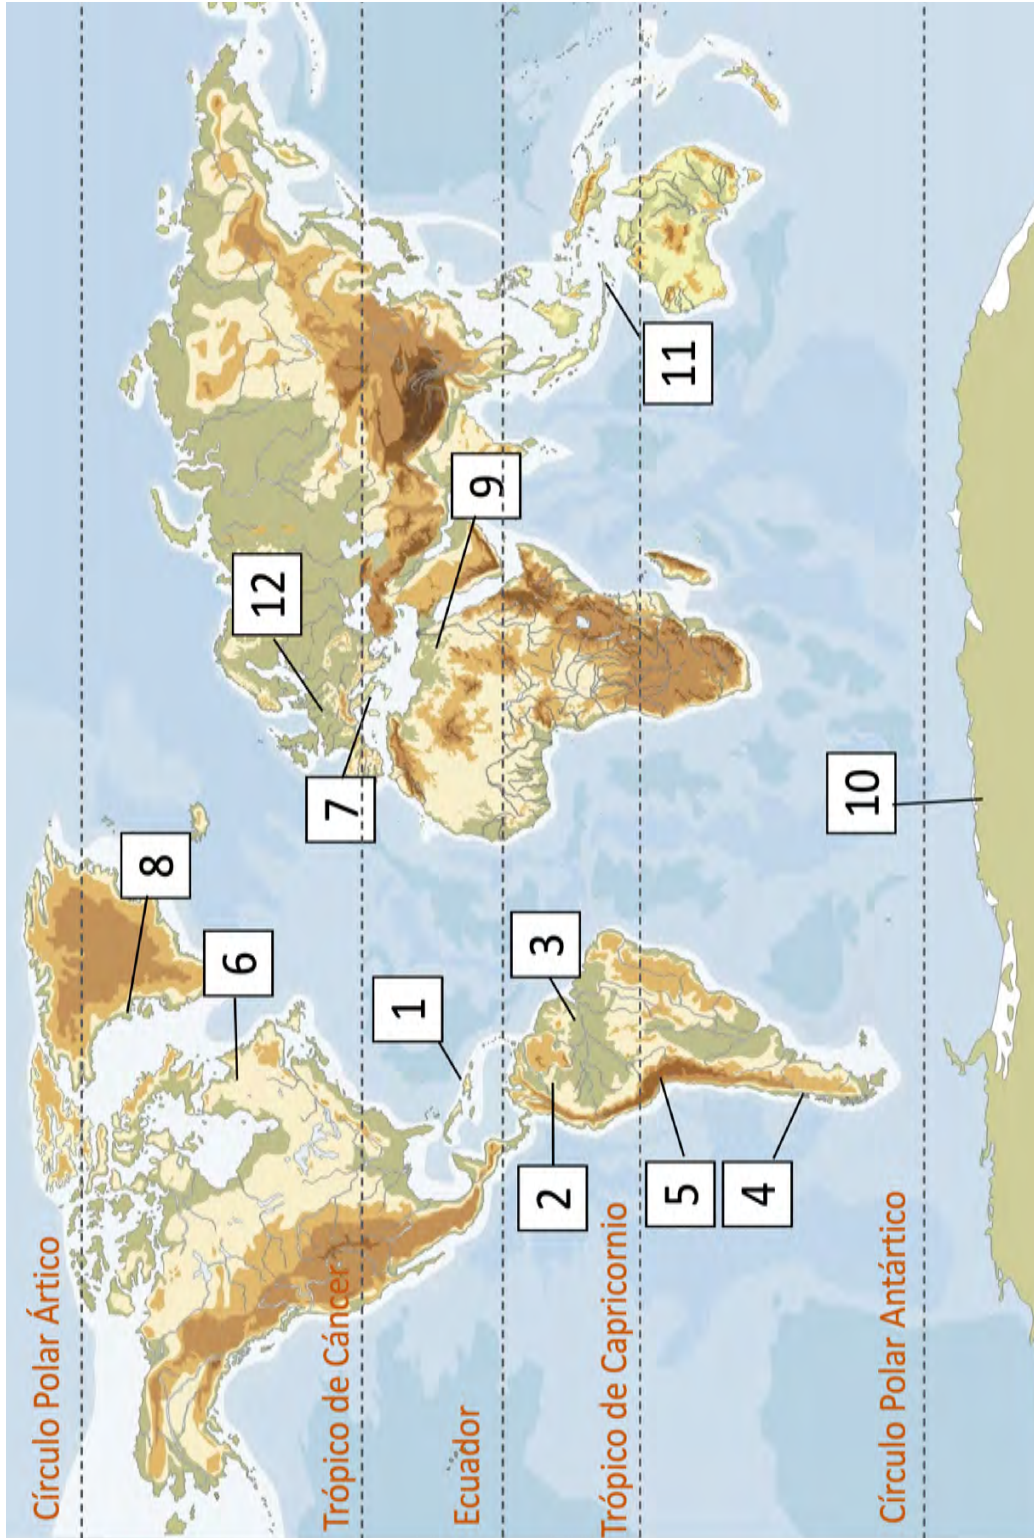 Círculo Polar Ártico
Trópico de Cáncer
Ecuador
Trópico de Capricornio
Círculo Polar Antártico
1
2
3
4
5
6
7
8
9
10
11
12